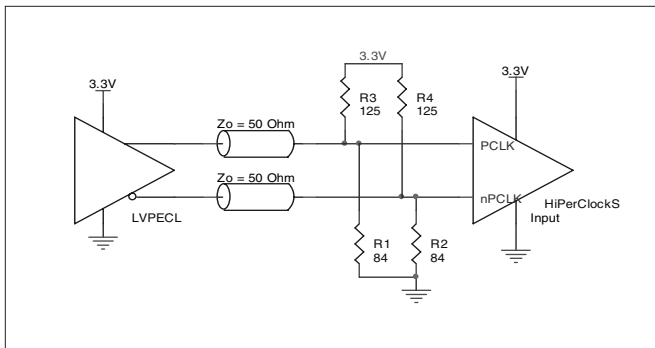 3.3V
3.3V
3.3V
R3
125
R4
125
Zo = 50 Ohm
PCLK
Zo = 50 Ohm
nPCLK
HiPerClockS
Input
LVPECL
R1
84
R2
84